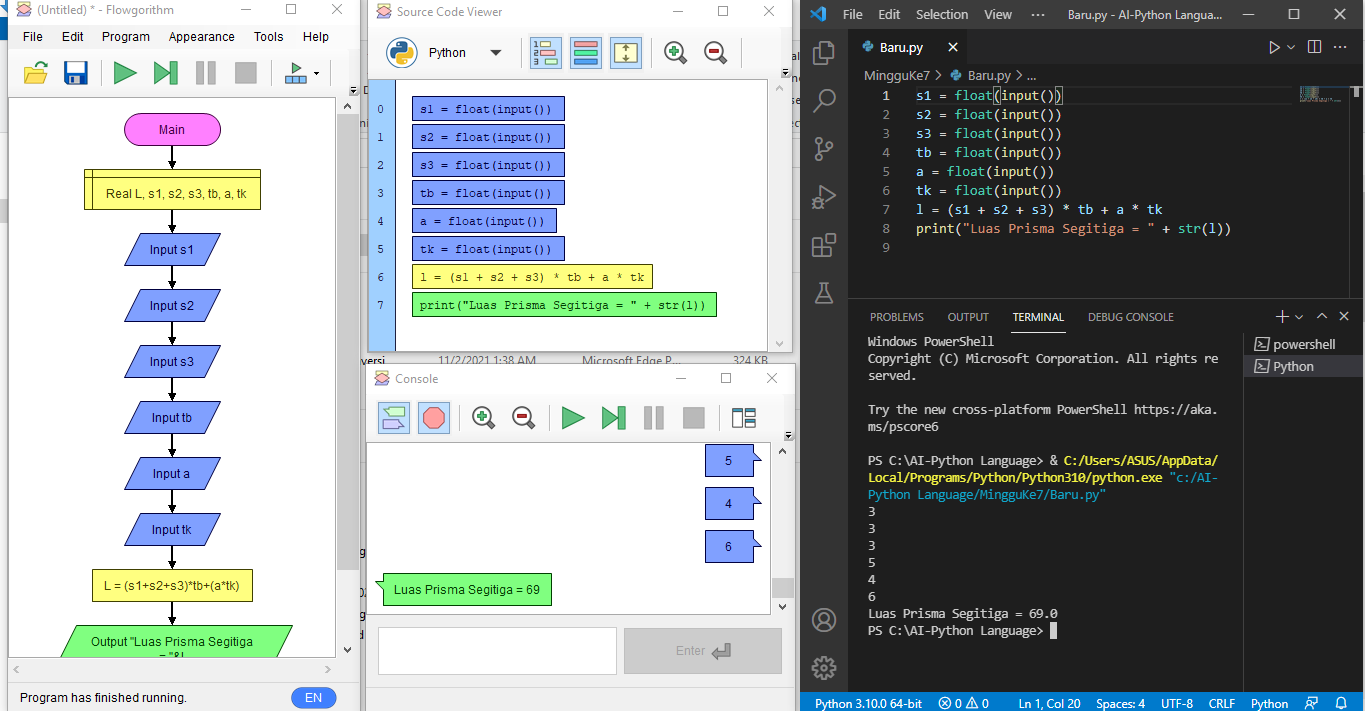 (Untitled) * - Flowgorithm
File Edit Program Appearance Tools Help
Main
Real L, s1, s2, s3, tb, a, tk
Input s1
Input s2
Input s3
Input tb
Input a
Input tk
L = (s1+s2+s3)*tb+(a*tk)
Output "Luas Prisma Segitiga
= "&L
Program has finished running.
EN
Source Code Viewer
Python
0 s1 = float(input())
1 s2 = float(input())
2 s3 = float(input())
3 tb = float(input())
4 a = float(input())
5 tk = float(input())
6 l = (s1 + s2 + s3) * tb + a * tk
7 print("Luas Prisma Segitiga = " + str(l))
versi 11/2/2021 1:38 AM Microsoft Edge P... 324 KB
Console
5
4
6
Luas Prisma Segitiga = 69
Enter
File Edit Selection View ··· Baru.py - AI-Python Langua...
Baru.py
MingguKe7 > Baru.py > ...
1 s1 = float(input())
2 s2 = float(input())
3 s3 = float(input())
4 tb = float(input())
5 a = float(input())
6 tk = float(input())
7 l = (s1 + s2 + s3) * tb + a * tk
8 print("Luas Prisma Segitiga = " + str(l))
9
PROBLEMS OUTPUT TERMINAL DEBUG CONSOLE
powershell
Python
Windows PowerShell
Copyright (C) Microsoft Corporation. All rights re
served.
Try the new cross-platform PowerShell https://aka.
ms/pscore6
PS C:\AI-Python Language> & C:/Users/ASUS/AppData/
Local/Programs/Python/Python310/python.exe "c:/AI-
Python Language/MingguKe7/Baru.py"
3
3
3
5
4
6
Luas Prisma Segitiga = 69.0
PS C:\AI-Python Language>
Python 3.10.0 64-bit 0 0 Ln 1, Col 20 Spaces: 4 UTF-8 CRLF Python